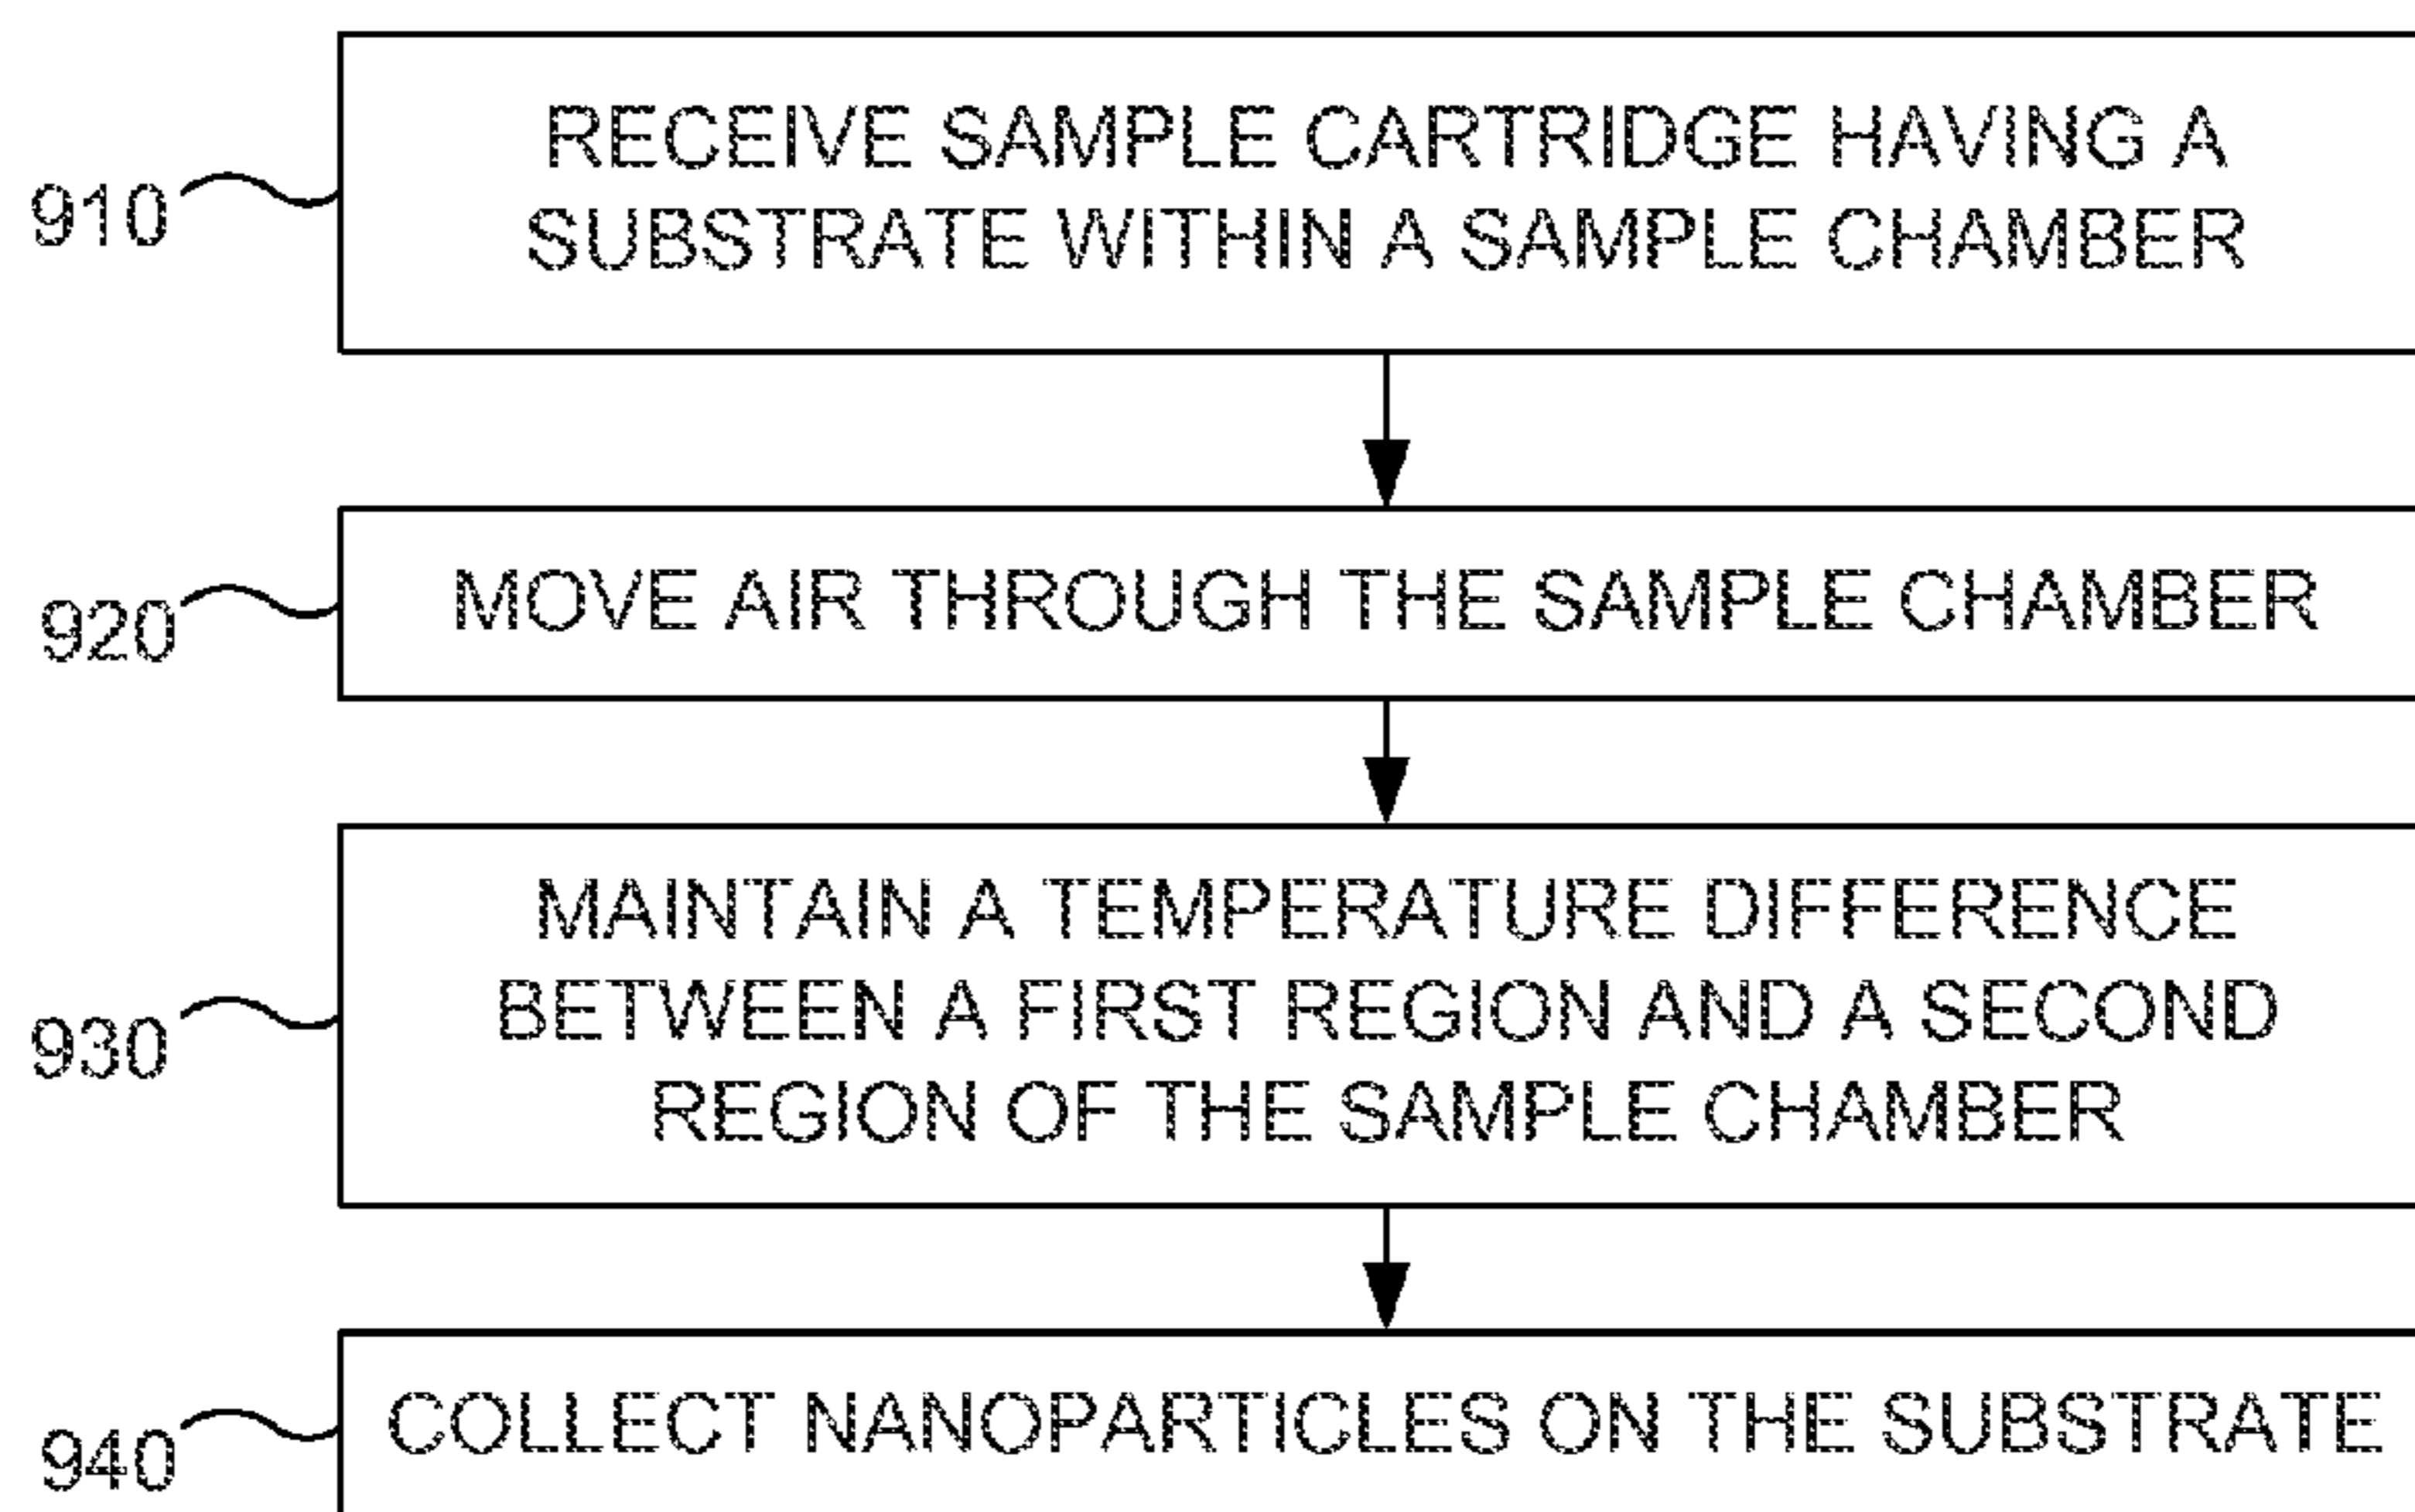 910
RECEIVE SAMPLE CARTRIDGE HAVING A
SUBSTRATE WITHIN A SAMPLE CHAMBER
920
MOVE AIR THROUGH THE SAMPLE CHAMBER
930
MAINTAIN A TEMPERATURE DIFFERENCE
BETWEEN A FIRST REGION AND A SECOND
REGION OF THE SAMPLE CHAMBER
940
COLLECT NANOPARTICLES ON THE SUBSTRATE